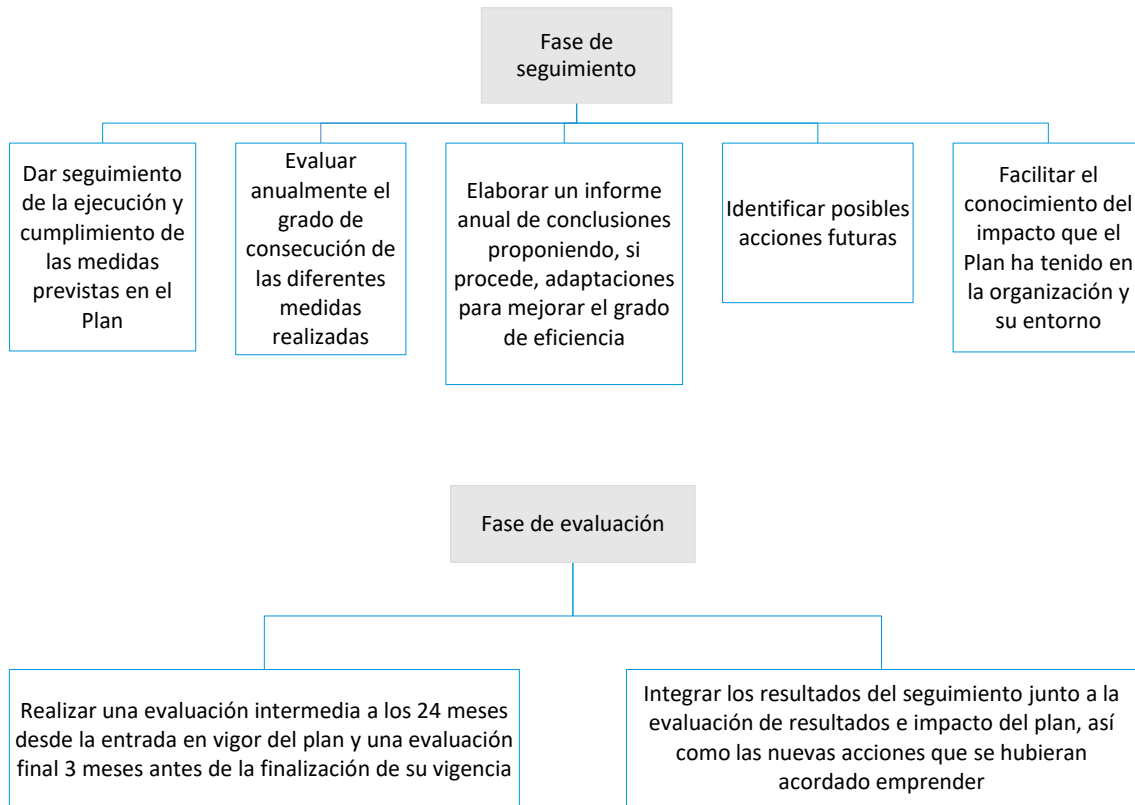 Fase de
seguimiento
Dar seguimiento
de la ejecución y
cumplimiento de
las medidas
previstas en el
Plan
Evaluar
anualmente el
grado de
consecución de
las diferentes
medidas
realizadas
Elaborar un informe
anual de conclusiones
proponiendo, si
procede, adaptaciones
para mejorar el grado
de eficiencia
Identificar posibles
acciones futuras
Facilitar el
conocimiento del
impacto que el
Plan ha tenido en
la organización y
su entorno
Fase de evaluación
Realizar una evaluación intermedia a los 24 meses
desde la entrada en vigor del plan y una evaluación
final 3 meses antes de la finalización de su vigencia
Integrar los resultados del seguimiento junto a la
evaluación de resultados e impacto del plan, así
como las nuevas acciones que se hubieran
acordado emprender